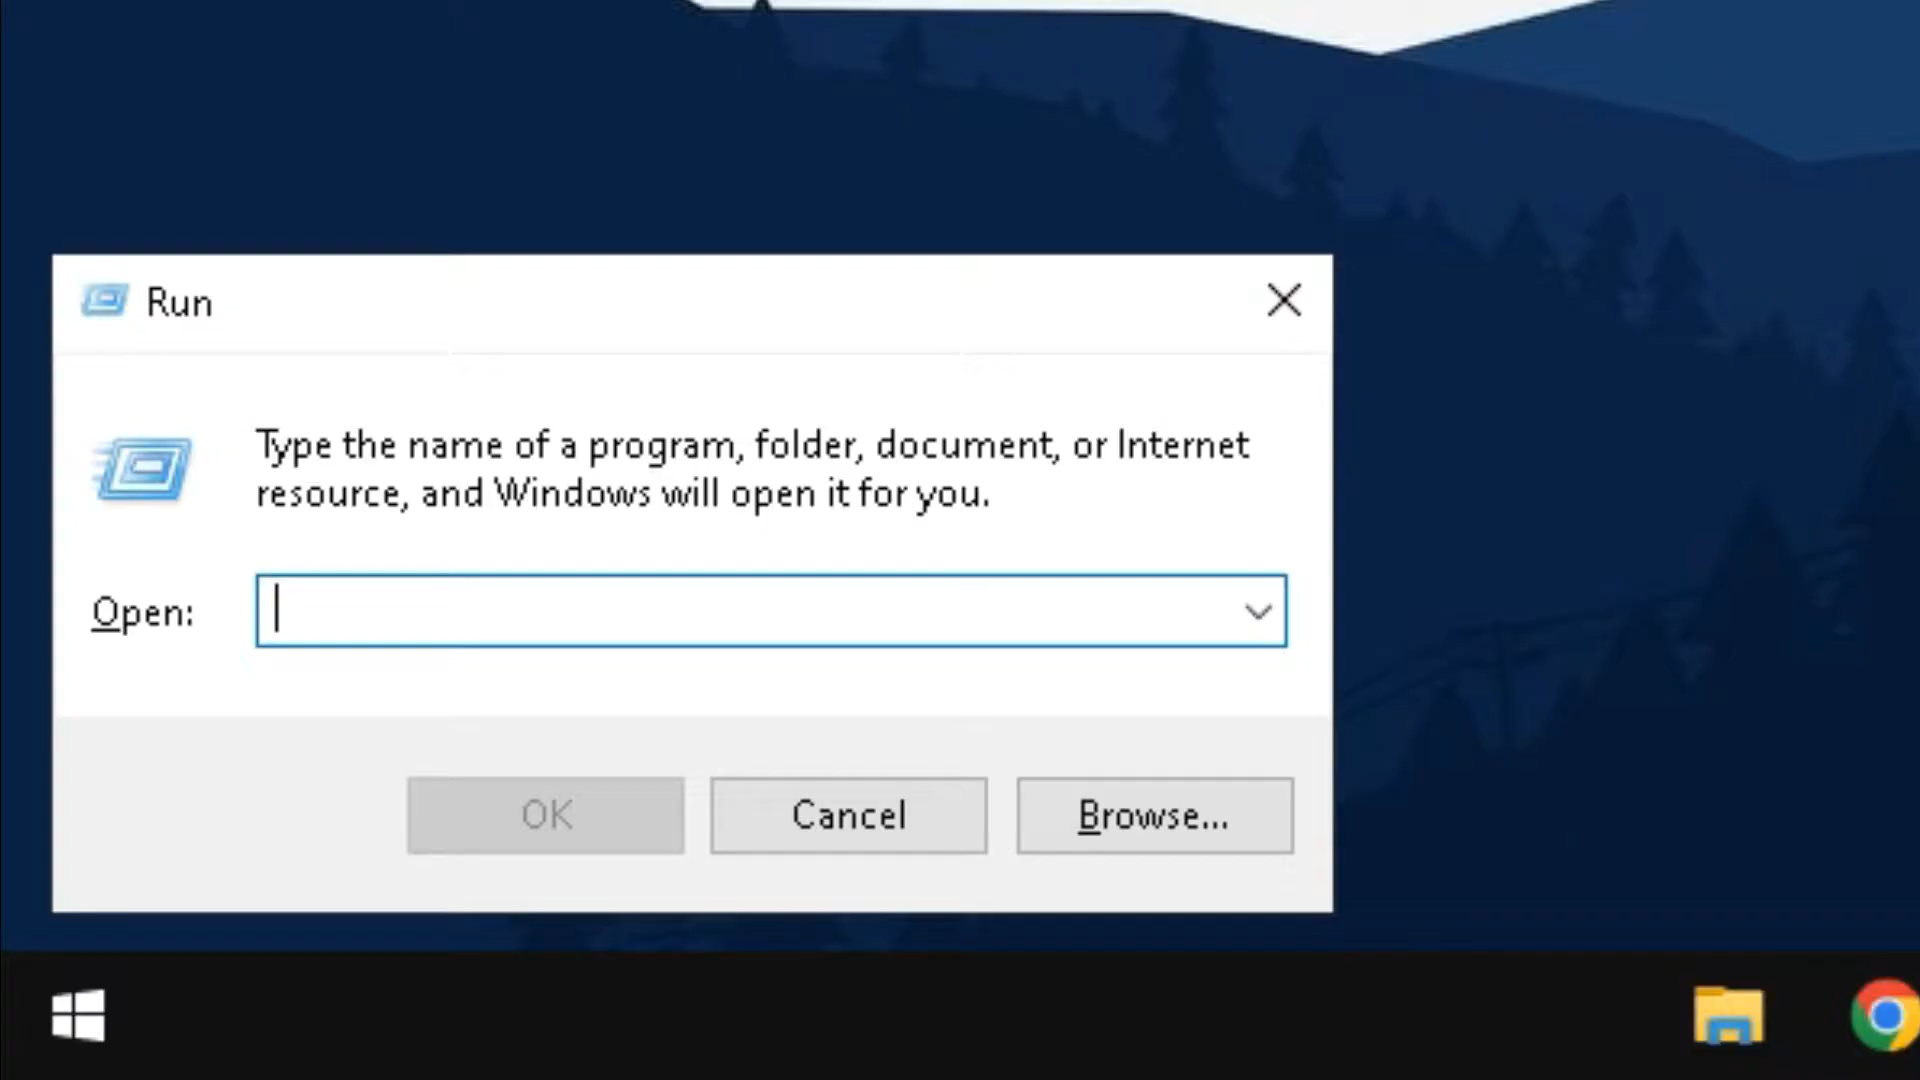 Run
Type the name of a program, folder, document, or Internet
resource, and Windows will open it for you.
Open:
OK
Cancel
Browse...